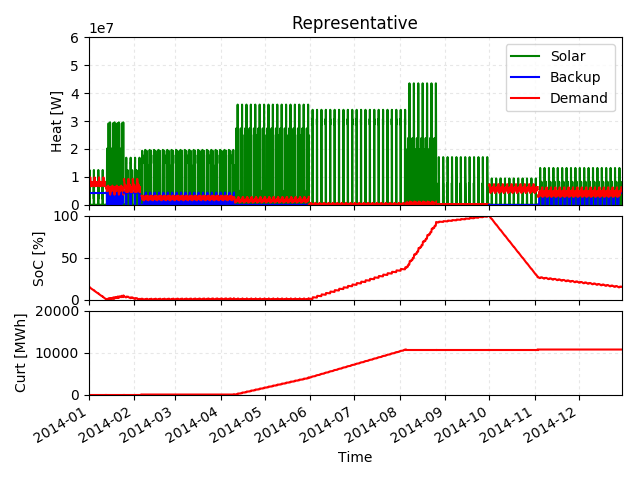 Representative
1e7
6
5
4
3
2
1
0
Heat [W]
Solar
Backup
Demand
100
50
0
SoC [%]
20000
10000
0
Curt [MWh]
2014-01
2014-02
2014-03
2014-04
2014-05
2014-06
2014-07
2014-08
2014-09
2014-10
2014-11
2014-12
Time